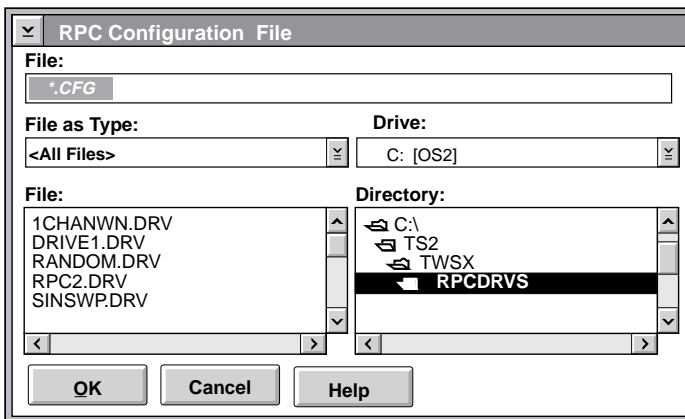 RPC Configuration File
File:
*.CFG
File as Type:
Drive:
<All Files>
C: [OS2]
File:
Directory:
1CHANWN.DRV
DRIVE1.DRV
RANDOM.DRV
RPC2.DRV
SINSWP.DRV
C:\
TS2
TWSX
RPCDRVS
OK
Cancel
Help